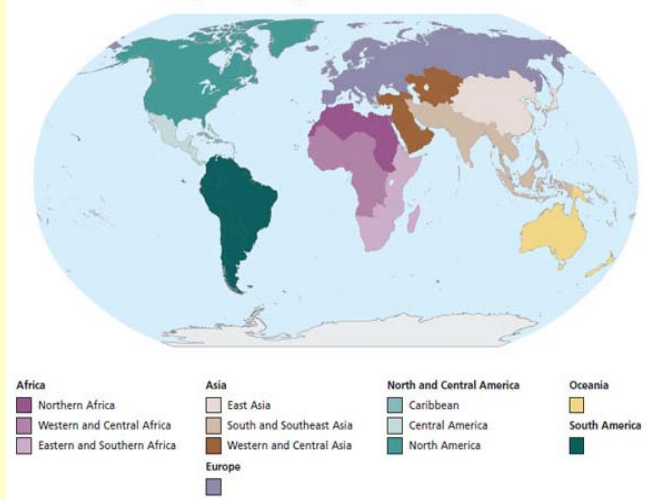 Africa
Northern Africa
Western and Central Africa
Eastern and Southern Africa
Asia
East Asia
South and Southeast Asia
Western and Central Asia
Europe
North and Central America
Caribbean
Central America
North America
Oceania
South America